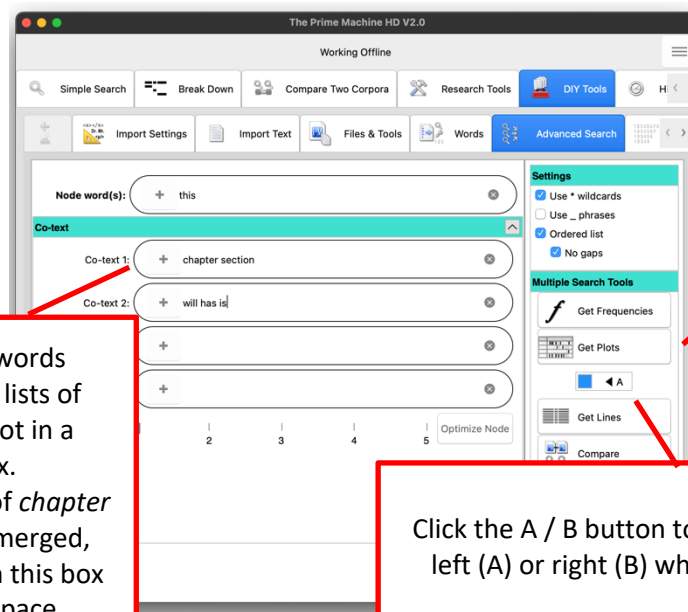 The Prime Machine HD V2.0
Working Offline
Simple Search Break Down Compare Two Corpora Research Tools DIY Tools Hi
Import Settings Import Text Files & Tools Words Advanced Search
Node word(s): this
Co-text
Co-text 1: chapter section
Co-text 2: will has is
2 3 4 5
Optimize Node
Settings
Use * wildcards
Use _ phrases
Ordered list
No gaps
Multiple Search Tools
Get Frequencies
Get Plots
A
Get Lines
Compare
words
lists of
ot in a
x.
of chapter
merged,
n this box
pace
Click the A / B button to
left (A) or right (B) wh